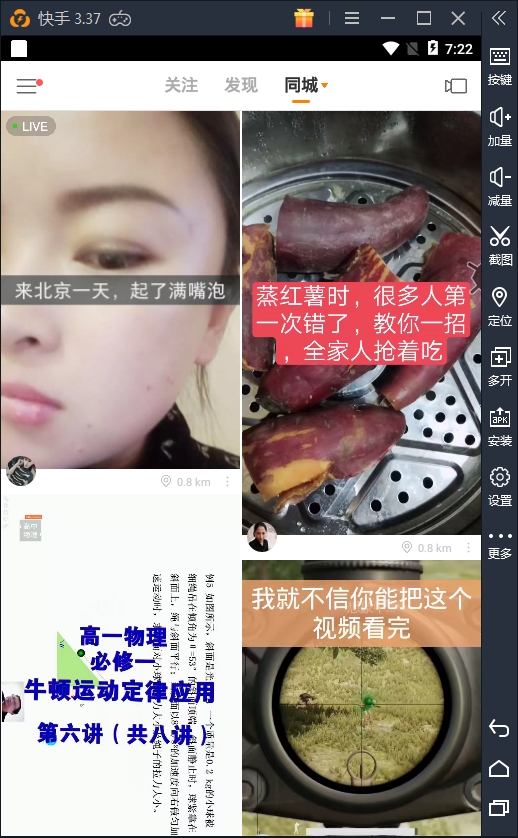 快手 3.37
7:22
关注 发现 同城
LIVE
来北京一天，起了满嘴泡
0.8 km
蒸红薯时，很多人第
一次错了，教你一招
，全家人抢着吃
0.8 km
高中
物理
高一物理
必修一
牛顿运动定律应用
第六讲（共八讲）
我就不信你能把这个
视频看完
按键
加量
减量
截图
定位
多开
APK
安装
设置
更多